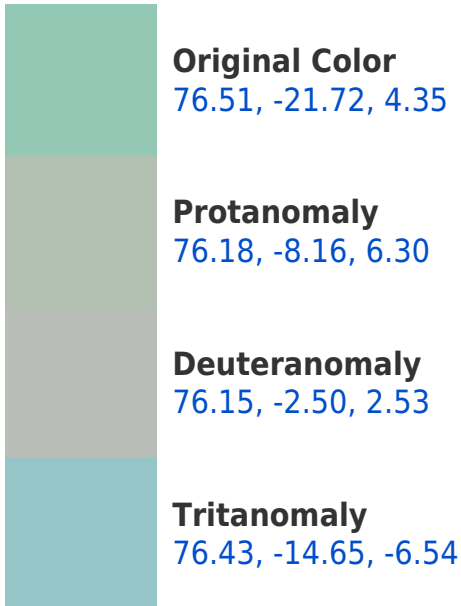 Original Color
76.51, -21.72, 4.35
Protanomaly
76.18, -8.16, 6.30
Deuteranomaly
76.15, -2.50, 2.53
Tritanomaly
76.43, -14.65, -6.54